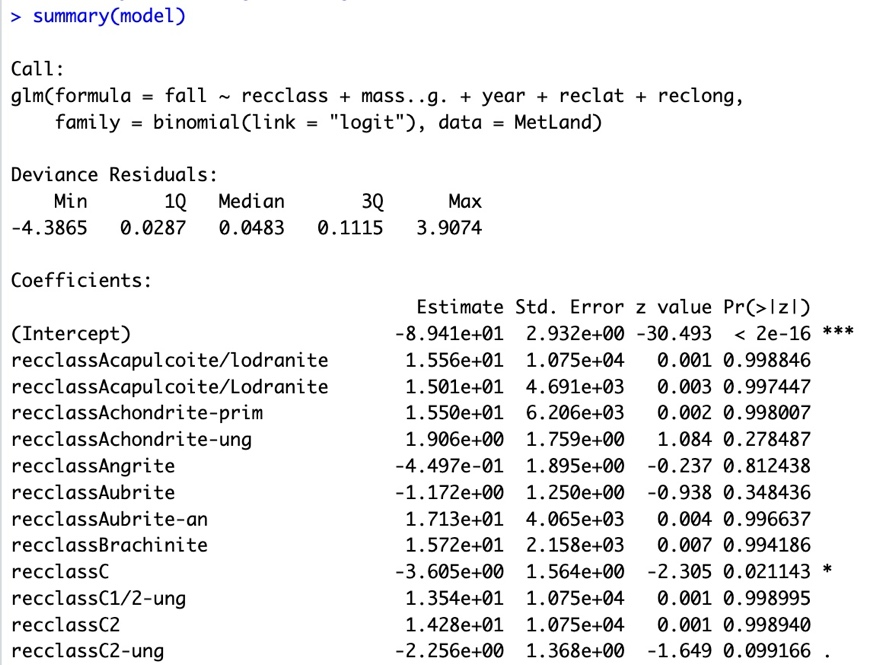 > summary(model)
Call:
glm(formula = fall ~ recclass + mass..g. + year + reclat + reclong,
    family = binomial(link = "logit"), data = MetLand)
Deviance Residuals:
    Min       1Q   Median       3Q      Max
-4.3865   0.0287   0.0483   0.1115   3.9074
Coefficients:
                              Estimate Std. Error z value Pr(>|z|)
(Intercept)                 -8.941e+01  2.932e+00 -30.493  < 2e-16 ***
recclassAcapulcoite/lodranite  1.556e+01  1.075e+04   0.001 0.998846
recclassAcapulcoite/Lodranite  1.501e+01  4.691e+03   0.003 0.997447
recclassAchondrite-prim      1.550e+01  6.206e+03   0.002 0.998007
recclassAchondrite-ung       1.906e+00  1.759e+00   1.084 0.278487
recclassAngrite             -4.497e-01  1.895e+00  -0.237 0.812438
recclassAubrite             -1.172e+00  1.250e+00  -0.938 0.348436
recclassAubrite-an           1.713e+01  4.065e+03   0.004 0.996637
recclassBrachinite           1.572e+01  2.158e+03   0.007 0.994186
recclassC                   -3.605e+00  1.564e+00  -2.305 0.021143 *
recclassC1/2-ung             1.354e+01  1.075e+04   0.001 0.998995
recclassC2                   1.428e+01  1.075e+04   0.001 0.998940
recclassC2-ung              -2.256e+00  1.368e+00  -1.649 0.099166 .